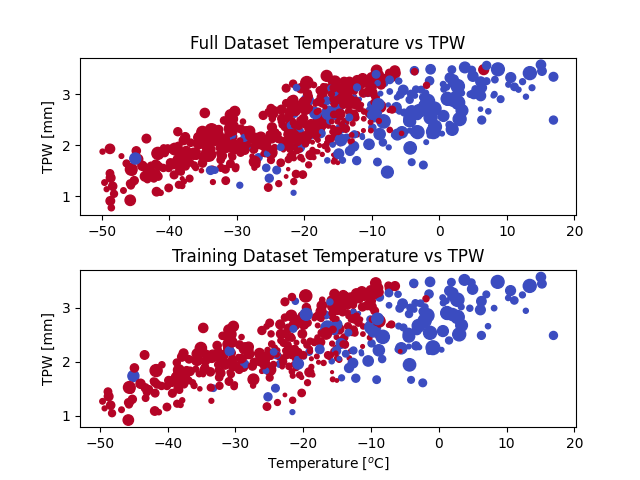 Full Dataset Temperature vs TPW
TPW [mm]
3
2
1
−50 −40 −30 −20 −10 0 10 20
Training Dataset Temperature vs TPW
TPW [mm]
3
2
1
−50 −40 −30 −20 −10 0 10 20
Temperature [°C]